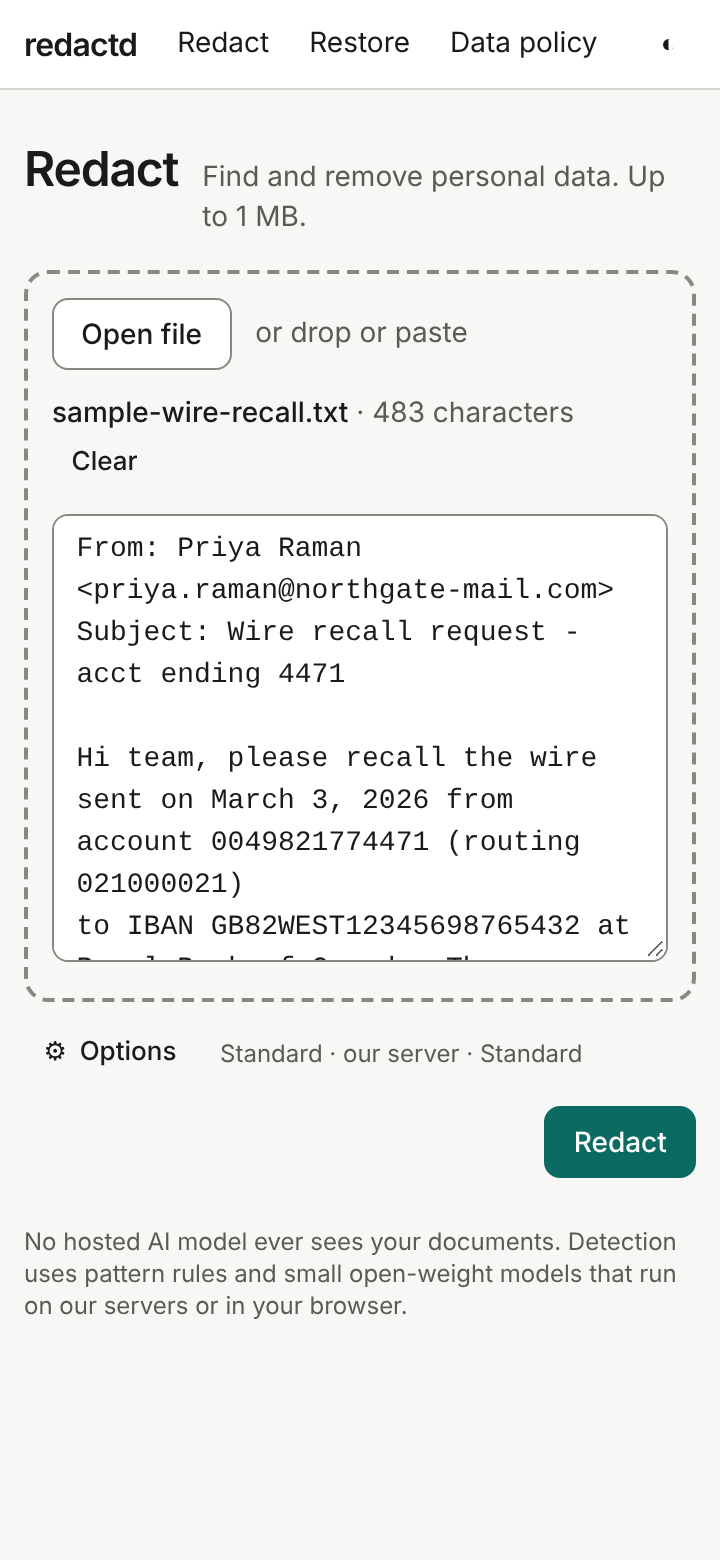 redactd Redact Restore Data policy
Redact Find and remove personal data. Up
to 1 MB.
Open file or drop or paste
sample-wire-recall.txt · 483 characters
Clear
From: Priya Raman
<priya.raman@northgate-mail.com>
Subject: Wire recall request -
acct ending 4471
Hi team, please recall the wire
sent on March 3, 2026 from
account 0049821774471 (routing
021000021)
to IBAN GB82WEST12345698765432 at
⚙ Options Standard · our server · Standard
Redact
No hosted AI model ever sees your documents. Detection
uses pattern rules and small open-weight models that run
on our servers or in your browser.